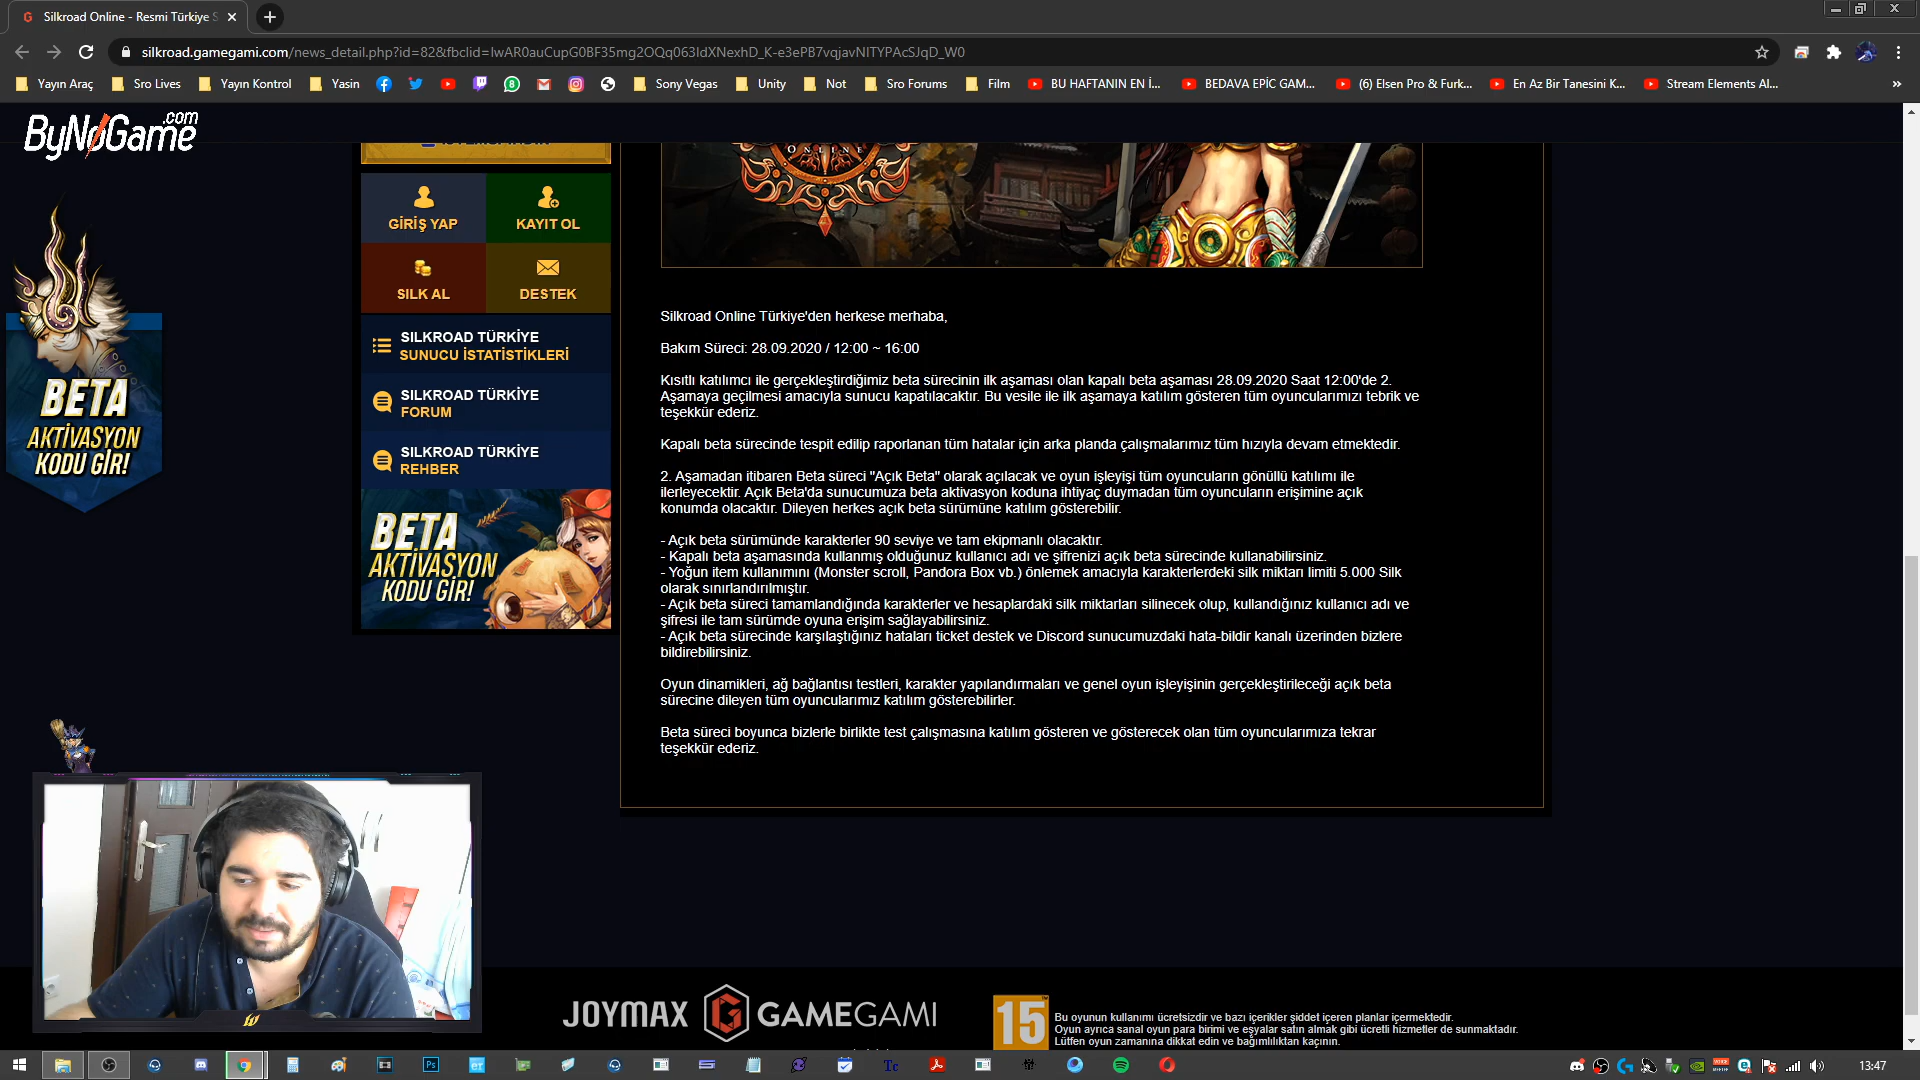 Silkroad Online - Resmi Türkiye S
silkroad.gamegami.com/news_detail.php?id=82&fbclid=IwAR0auCupG0BF35mg2OQq063IdXNexhD_K-e3ePB7vqjavNITYPAcSJqD_W0
Yayın Araç
Sro Lives
Yayın Kontrol
Yasin
Sony Vegas
Unity
Not
Sro Forums
Film
BU HAFTANIN EN İ...
BEDAVA EPİC GAM...
(6) Elsen Pro & Furk...
En Az Bir Tanesini K...
Stream Elements Al...
ByNoGame.com
ONLINE
GİRİŞ YAP
KAYIT OL
SILK AL
DESTEK
SILKROAD TÜRKİYE
SUNUCU İSTATİSTİKLERİ
SILKROAD TÜRKİYE
FORUM
SILKROAD TÜRKİYE
REHBER
BETA
AKTİVASYON
KODU GİR!
BETA
AKTİVASYON
KODU GİR!
Silkroad Online Türkiye'den herkese merhaba,
Bakım Süreci: 28.09.2020 / 12:00 ~ 16:00
Kısıtlı katılımcı ile gerçekleştirdiğimiz beta sürecinin ilk aşaması olan kapalı beta aşaması 28.09.2020 Saat 12:00'de 2.
Aşamaya geçilmesi amacıyla sunucu kapatılacaktır. Bu vesile ile ilk aşamaya katılım gösteren tüm oyuncularımızı tebrik ve
teşekkür ederiz.
Kapalı beta sürecinde tespit edilip raporlanan tüm hatalar için arka planda çalışmalarımız tüm hızıyla devam etmektedir.
2. Aşamadan itibaren Beta süreci "Açık Beta" olarak açılacak ve oyun işleyişi tüm oyuncuların gönüllü katılımı ile
ilerleyecektir. Açık Beta'da sunucumuza beta aktivasyon koduna ihtiyaç duymadan tüm oyuncuların erişimine açık
konumda olacaktır. Dileyen herkes açık beta sürümüne katılım gösterebilir.
- Açık beta sürümünde karakterler 90 seviye ve tam ekipmanlı olacaktır.
- Kapalı beta aşamasında kullanmış olduğunuz kullanıcı adı ve şifrenizi açık beta sürecinde kullanabilirsiniz.
- Yoğun item kullanımını (Monster scroll, Pandora Box vb.) önlemek amacıyla karakterlerdeki silk miktarı limiti 5.000 Silk
olarak sınırlandırılmıştır.
- Açık beta süreci tamamlandığında karakterler ve hesaplardaki silk miktarları silinecek olup, kullandığınız kullanıcı adı ve
şifresi ile tam sürümde oyuna erişim sağlayabilirsiniz.
- Açık beta sürecinde karşılaştığınız hataları ticket destek ve Discord sunucumuzdaki hata-bildir kanalı üzerinden bizlere
bildirebilirsiniz.
Oyun dinamikleri, ağ bağlantısı testleri, karakter yapılandırmaları ve genel oyun işleyişinin gerçekleştirileceği açık beta
sürecine dileyen tüm oyuncularımız katılım gösterebilirler.
Beta süreci boyunca bizlerle birlikte test çalışmasına katılım gösteren ve gösterecek olan tüm oyuncularımıza tekrar
teşekkür ederiz.
JOYMAX
GAMEGAMI
15
Bu oyunun kullanımı ücretsizdir ve bazı içerikler şiddet içeren planlar içermektedir.
Oyun ayrıca sanal oyun para birimi ve eşyalar satın almak gibi ücretli hizmetler de sunmaktadır.
Lütfen oyun zamanına dikkat edin ve bağımlılıktan kaçının.
13:47